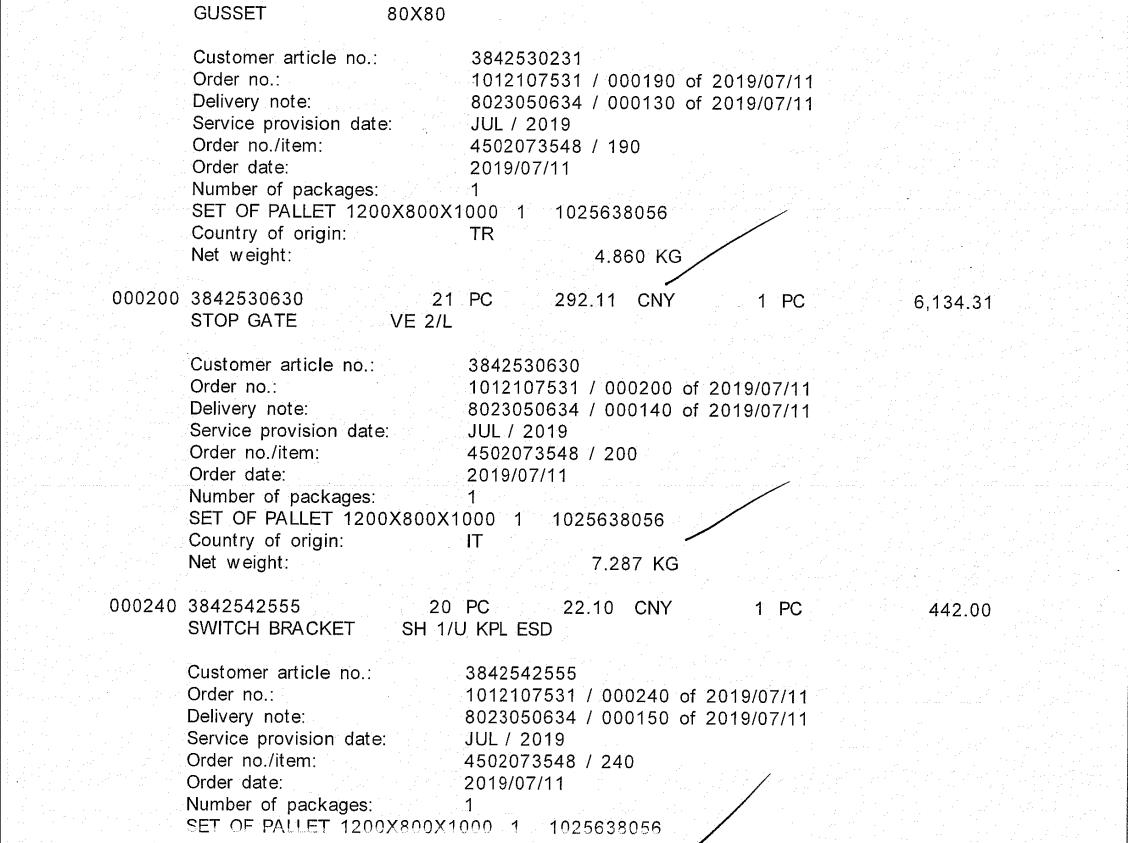 GUSSET 80X80
Customer article no.: 3842530231
Order no.: 1012107531 / 000190 of 2019/07/11
Delivery note: 8023050634 / 000130 of 2019/07/11
Service provision date: JUL / 2019
Order no./item: 4502073548 / 190
Order date: 2019/07/11
Number of packages: 1
SET OF PALLET 1200X800X1000 1 1025638056
Country of origin: TR
Net weight: 4.860 KG
000200 3842530630 21 PC 292.11 CNY 1 PC 6,134.31
STOP GATE VE 2/L
Customer article no.: 3842530630
Order no.: 1012107531 / 000200 of 2019/07/11
Delivery note: 8023050634 / 000140 of 2019/07/11
Service provision date: JUL / 2019
Order no./item: 4502073548 / 200
Order date: 2019/07/11
Number of packages: 1
SET OF PALLET 1200X800X1000 1 1025638056
Country of origin: IT
Net weight: 7.287 KG
000240 3842542555 20 PC 22.10 CNY 1 PC 442.00
SWITCH BRACKET SH 1/U KPL ESD
Customer article no.: 3842542555
Order no.: 1012107531 / 000240 of 2019/07/11
Delivery note: 8023050634 / 000150 of 2019/07/11
Service provision date: JUL / 2019
Order no./item: 4502073548 / 240
Order date: 2019/07/11
Number of packages: 1
SET OF PALLET 1200X800X1000 1 1025638056